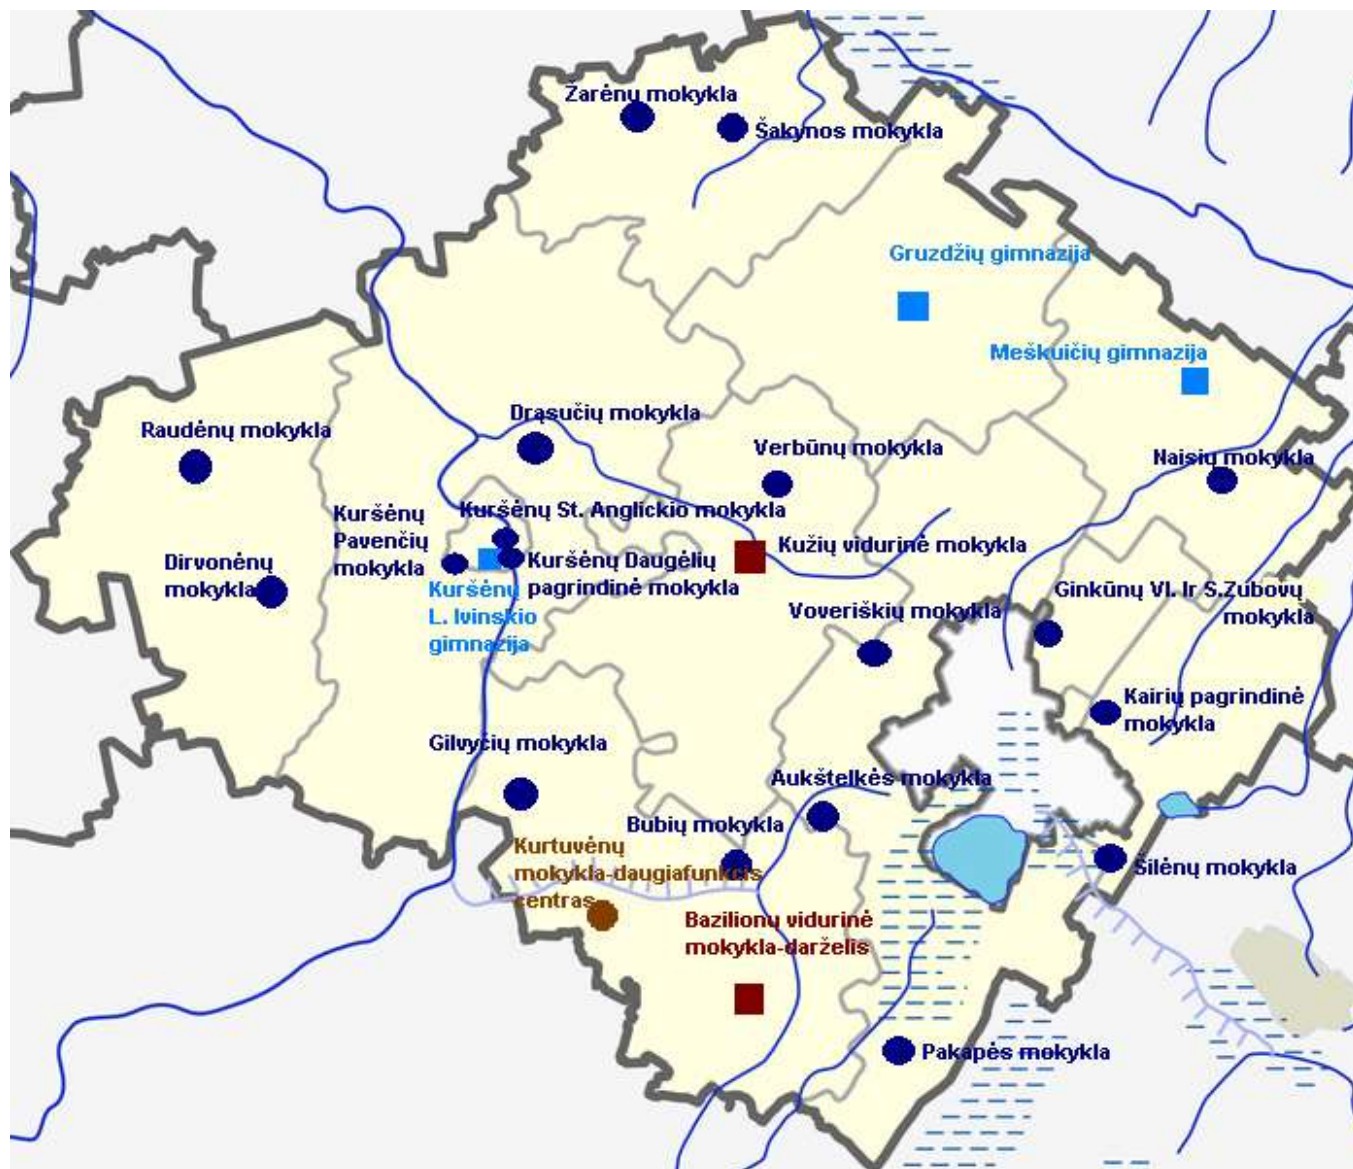 Žarėnų mokykla
Šakynos mokykla
Gruzdžių gimnazija
Meškuičių gimnazija
Drąsučių mokykla
Raudėnų mokykla
Verbūnų mokykla
Naisių mokykla
Kuršėnų St. Anglickio mokykla
Kuršėnų
Pavenčių
mokykla
Kužių vidurinė mokykla
Kuršėnų Daugėlių
pagrindinė mokykla
Dirvonėnų
mokykla
Kuršėnų
L. Ivinskio
gimnazija
Ginkūnų Vl. Ir S.Zubovų
mokykla
Voveriškių mokykla
Kairių pagrindinė
mokykla
Gilvyčių mokykla
Aukštelkės mokykla
Bubių mokykla
Kurtuvėnų
mokykla-daugiafunkcis
centras
Šilėnų mokykla
Bazilionų vidurinė
mokykla-darželis
Pakapės mokykla